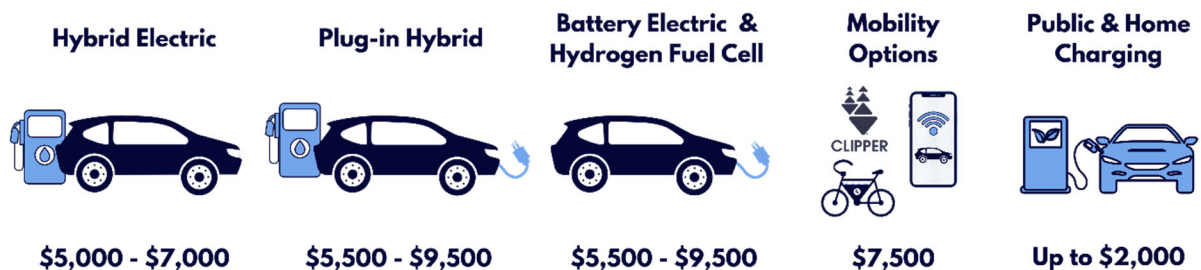 Hybrid Electric
Plug-in Hybrid
Battery Electric &
Hydrogen Fuel Cell
Mobility
Options
Public & Home
Charging
CLIPPER
$5,000 - $7,000
$5,500 - $9,500
$5,500 - $9,500
$7,500
Up to $2,000